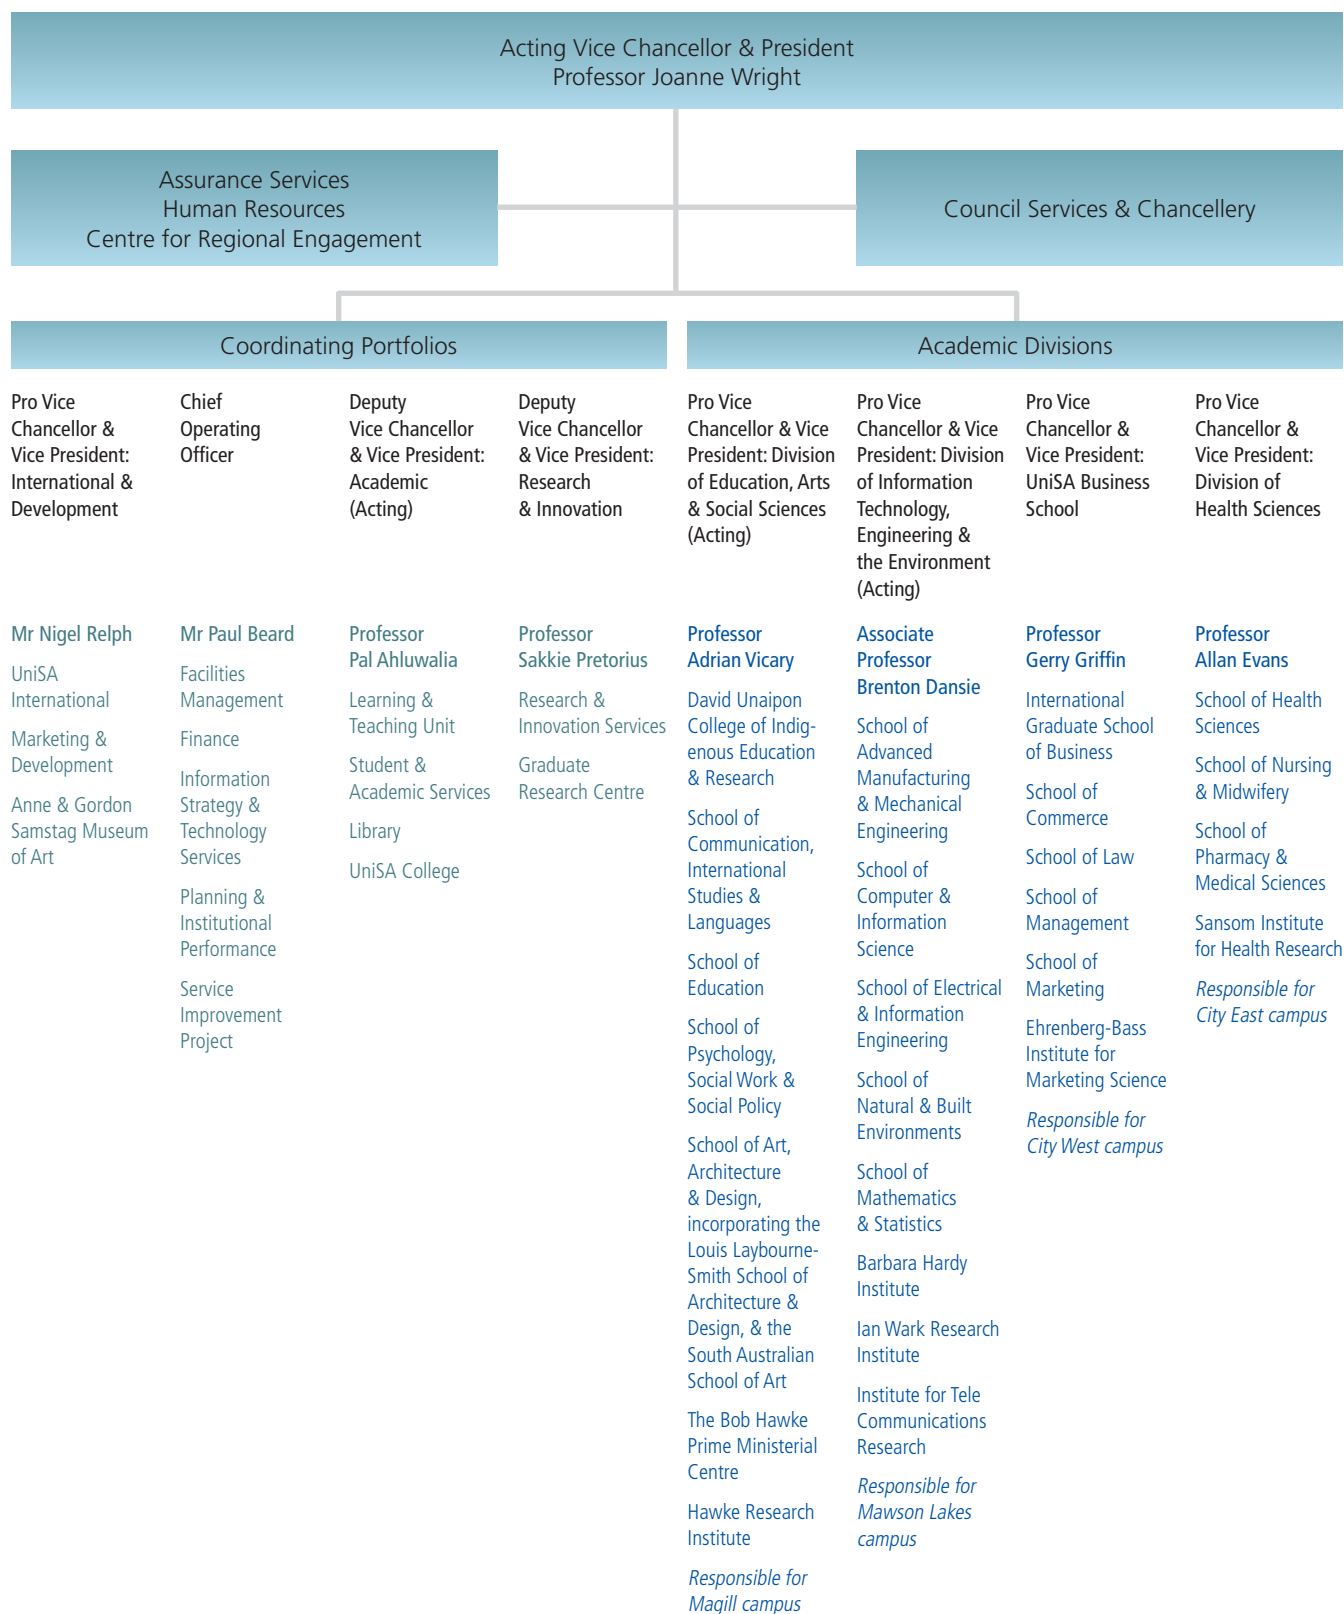 Acting Vice Chancellor & President
Professor Joanne Wright
Assurance Services
Human Resources
Centre for Regional Engagement
Council Services & Chancellery
Coordinating Portfolios
Academic Divisions
Pro Vice
Chancellor &
Vice President:
International &
Development
Mr Nigel Relph
UniSA
International
Marketing &
Development
Anne & Gordon
Samstag Museum
of Art
Chief
Operating
Officer
Mr Paul Beard
Facilities
Management
Finance
Information
Strategy &
Technology
Services
Planning &
Institutional
Performance
Service
Improvement
Project
Deputy
Vice Chancellor
& Vice President:
Academic
(Acting)
Professor
Pal Ahluwalia
Learning &
Teaching Unit
Student &
Academic Services
Library
UniSA College
Deputy
Vice Chancellor
& Vice President:
Research
& Innovation
Professor
Sakkie Pretorius
Research &
Innovation Services
Graduate
Research Centre
Pro Vice
Chancellor & Vice
President: Division
of Education, Arts
& Social Sciences
(Acting)
Professor
Adrian Vicary
David Unaipon
College of Indig-
enous Education
& Research
School of
Communication,
International
Studies &
Languages
School of
Education
School of
Psychology,
Social Work &
Social Policy
School of Art,
Architecture
& Design,
incorporating the
Louis Laybourne-
Smith School of
Architecture &
Design, & the
South Australian
School of Art
The Bob Hawke
Prime Ministerial
Centre
Hawke Research
Institute
Responsible for
Magill campus
Pro Vice
Chancellor & Vice
President: Division
of Information
Technology,
Engineering &
the Environment
(Acting)
Associate
Professor
Brenton Dansie
School of
Advanced
Manufacturing
& Mechanical
Engineering
School of
Computer &
Information
Science
School of Electrical
& Information
Engineering
School of
Natural & Built
Environments
School of
Mathematics
& Statistics
Barbara Hardy
Institute
Ian Wark Research
Institute
Institute for Tele
Communications
Research
Responsible for
Mawson Lakes
campus
Pro Vice
Chancellor &
Vice President:
UniSA Business
School
Professor
Gerry Griffin
International
Graduate School
of Business
School of
Commerce
School of Law
School of
Management
School of
Marketing
Ehrenberg-Bass
Institute for
Marketing Science
Responsible for
City West campus
Pro Vice
Chancellor &
Vice President:
Division of
Health Sciences
Professor
Allan Evans
School of Health
Sciences
School of Nursing
& Midwifery
School of
Pharmacy &
Medical Sciences
Sansom Institute
for Health Research
Responsible for
City East campus